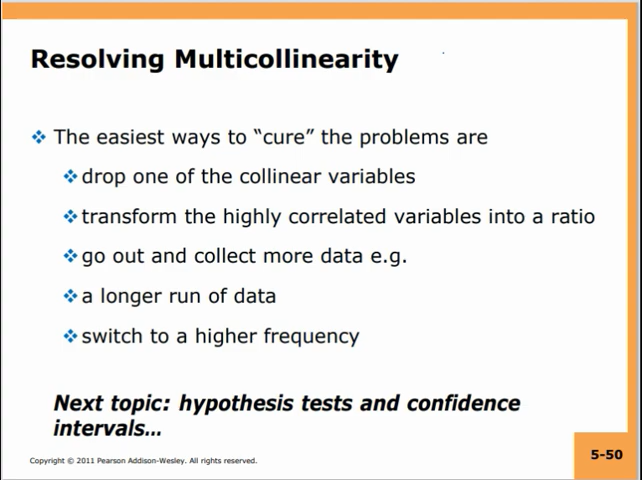 Resolving Multicollinearity
❖ The easiest ways to “cure” the problems are
❖ drop one of the collinear variables
❖ transform the highly correlated variables into a ratio
❖ go out and collect more data e.g.
❖ a longer run of data
❖ switch to a higher frequency
Next topic: hypothesis tests and confidence
intervals…
Copyright © 2011 Pearson Addison-Wesley. All rights reserved.
5-50